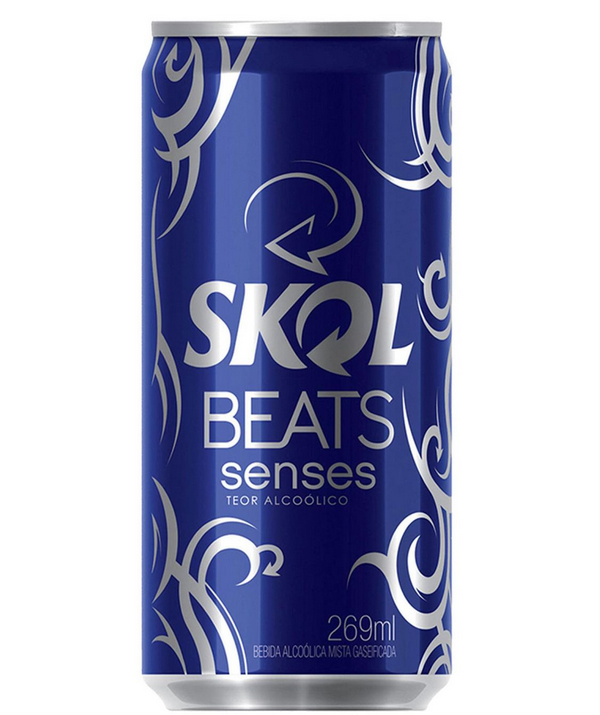 SKOL
BEATS
senses
TEOR ALCOÓLICO
269ml
BEBIDA ALCOÓLICA MISTA GASEIFICADA